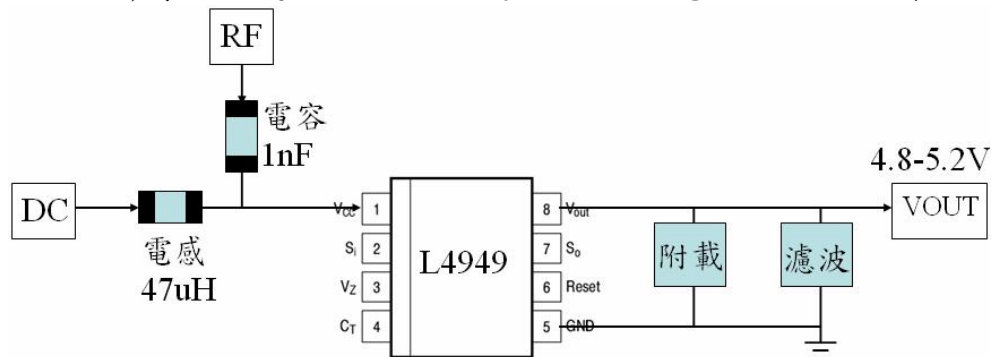 RF
電容
1nF
4.8-5.2V
DC
VCC
1
8
Vout
VOUT
電感
47uH
Si
2
L4949
7
So
附載
濾波
VZ
3
6
Reset
CT
4
5
GND